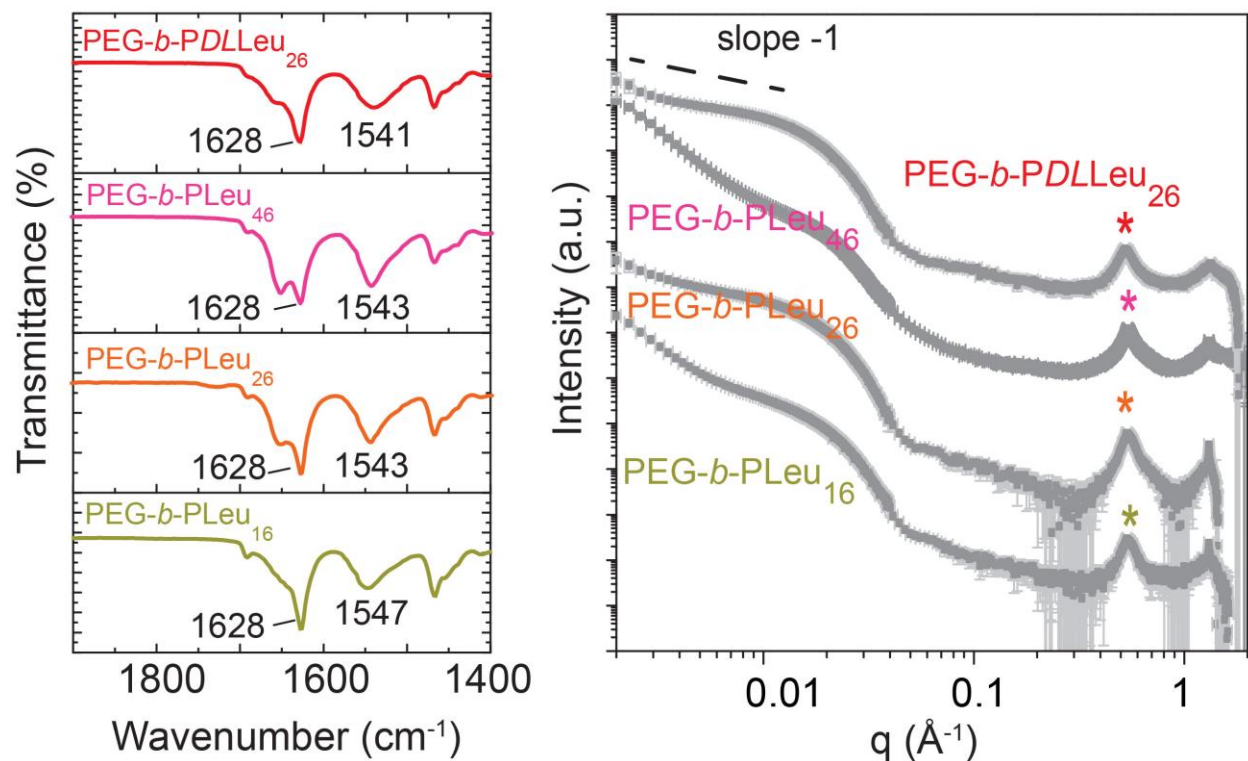 PEG-b-PDLLeu26
1628
1541
PEG-b-PLeu46
1628
1543
PEG-b-PLeu26
1628
1543
PEG-b-PLeu16
1628
1547
Transmittance (%)
1800 1600 1400
Wavenumber (cm-1)
slope -1
PEG-b-PDLLeu26
*
PEG-b-PLeu46
*
PEG-b-PLeu26
*
PEG-b-PLeu16
*
Intensity (a.u.)
0.01 0.1 1
q (Å-1)